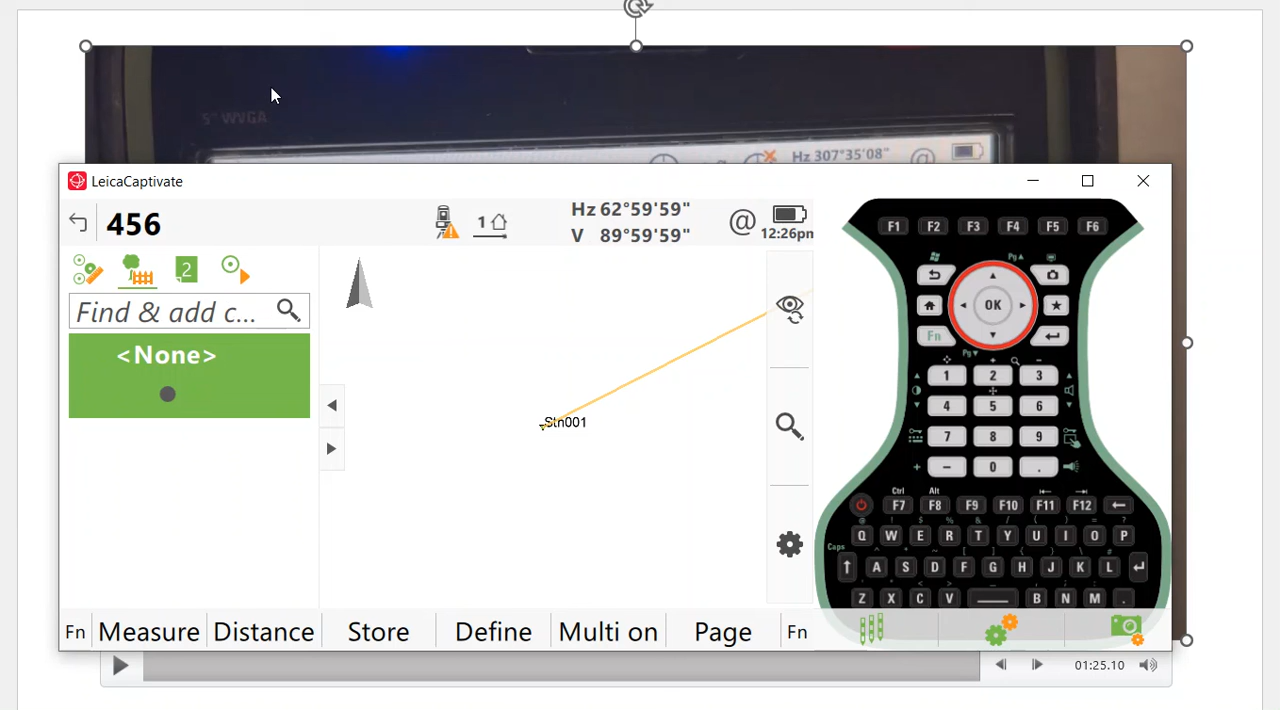 5" WVGA
Hz 307°35'08"
@
LeicaCaptivate
456
1
Hz 62°59'59"
V 89°59'59"
@
12:26pm
2
Find & add c...
<None>
Stn001
Fn
Measure
Distance
Store
Define
Multi on
Page
Fn
F1 F2 F3 F4 F5 F6
Pg▲
OK
Fn
Pg▼
+ -
1 2 3
4 5 6
7 8 9
+
- 0 .
Ctrl Alt
F7 F8 F9 F10 F11 F12
@ ! $ % & / ( ) = ?
Q W E R T Y U I O P
Caps
A S D F G H J K L
Z X C V B N M .
01:25.10